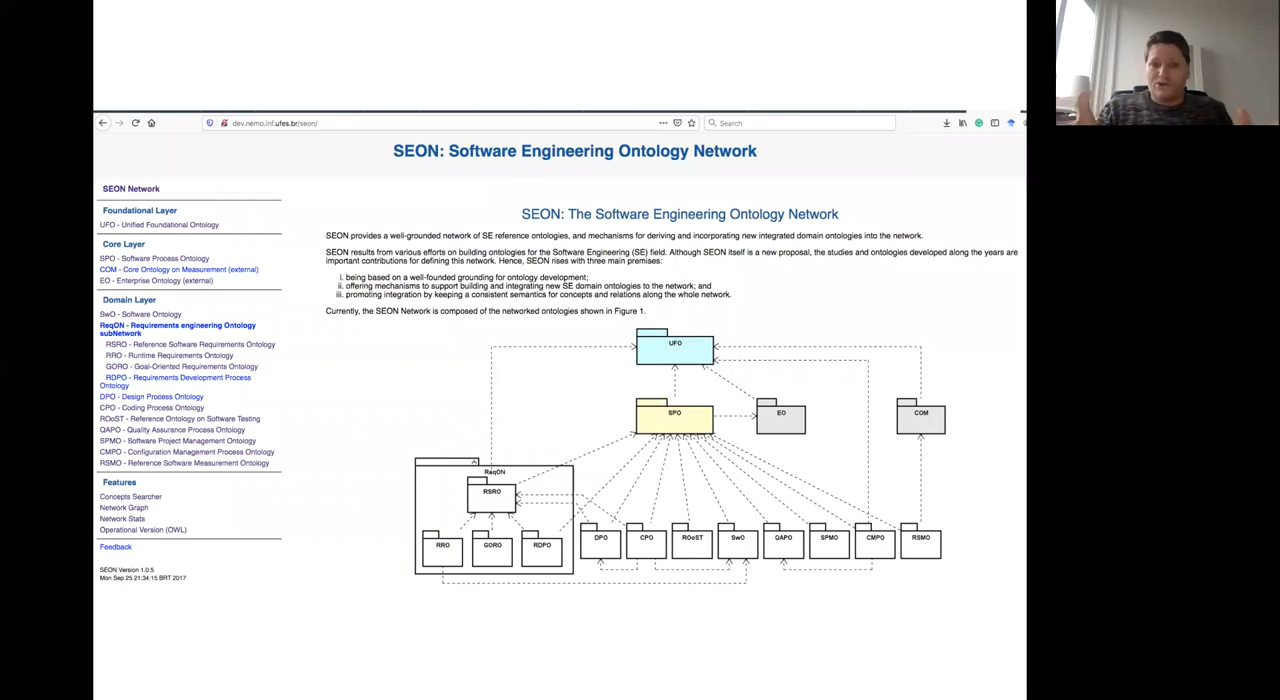 dev.nemo.inf.ufes.br/seon/
Search
SEON: Software Engineering Ontology Network
SEON Network
Foundational Layer
UFO - Unified Foundational Ontology
Core Layer
SPO - Software Process Ontology
COM - Core Ontology on Measurement (external)
EO - Enterprise Ontology (external)
Domain Layer
SwO - Software Ontology
ReqON - Requirements engineering Ontology
subNetwork
RSRO - Reference Software Requirements Ontology
RRO - Runtime Requirements Ontology
GORO - Goal-Oriented Requirements Ontology
RDPO - Requirements Development Process
Ontology
DPO - Design Process Ontology
CPO - Coding Process Ontology
ROoST - Reference Ontology on Software Testing
QAPO - Quality Assurance Process Ontology
SPMO - Software Project Management Ontology
CMPO - Configuration Management Process Ontology
RSMO - Reference Software Measurement Ontology
Features
Concepts Searcher
Network Graph
Network Stats
Operational Version (OWL)
Feedback
SEON Version 1.0.5
Mon Sep 25 21:34:15 BRT 2017
SEON: The Software Engineering Ontology Network
SEON provides a well-grounded network of SE reference ontologies, and mechanisms for deriving and incorporating new integrated domain ontologies into the network.
SEON results from various efforts on building ontologies for the Software Engineering (SE) field. Although SEON itself is a new proposal, the studies and ontologies developed along the years are
important contributions for defining this network. Hence, SEON rises with three main premises:
i. being based on a well-founded grounding for ontology development;
ii. offering mechanisms to support building and integrating new SE domain ontologies to the network; and
iii. promoting integration by keeping a consistent semantics for concepts and relations along the whole network.
Currently, the SEON Network is composed of the networked ontologies shown in Figure 1.
UFO
SPO
EO
COM
ReqON
RSRO
RRO
GORO
RDPO
DPO
CPO
ROoST
SwO
QAPO
SPMO
CMPO
RSMO